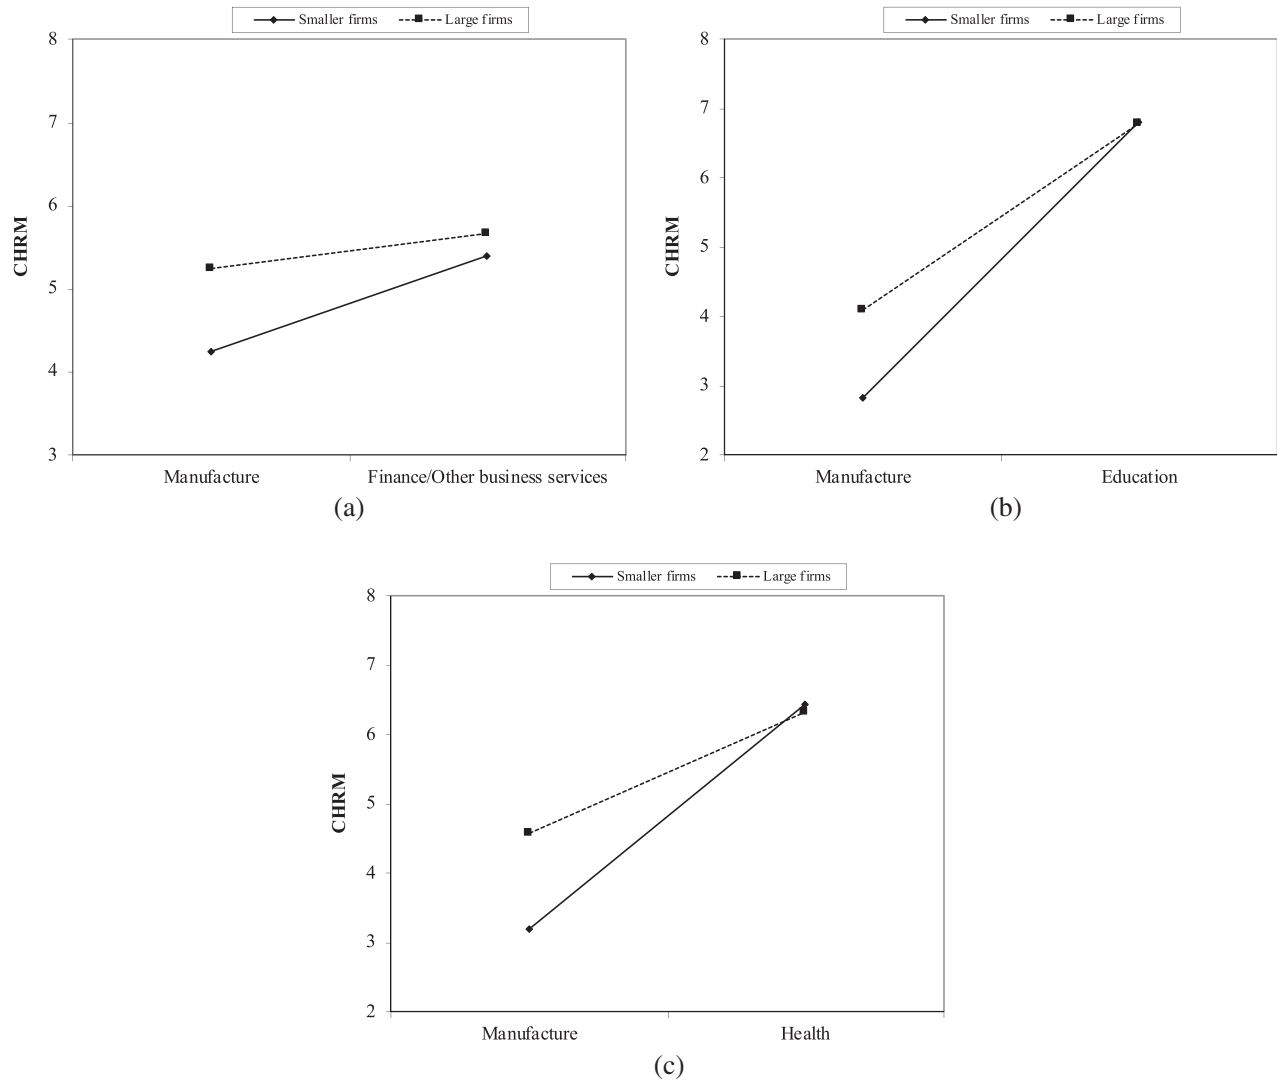 Smaller firms Large firms
8
7
6
5
4
3
CHRM
Manufacture Finance/Other business services
(a)
Smaller firms Large firms
8
7
6
5
4
3
2
CHRM
Manufacture Education
(b)
Smaller firms Large firms
8
7
6
5
4
3
2
CHRM
Manufacture Health
(c)